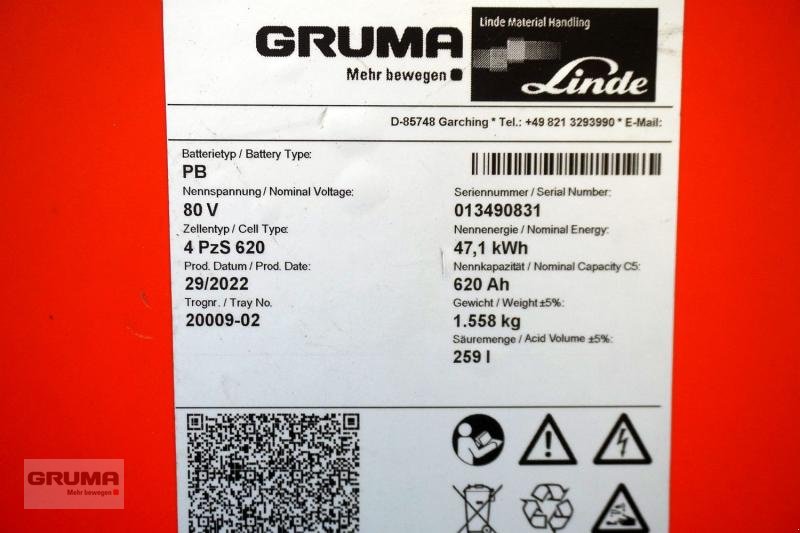 GRUMA
Mehr bewegen
Linde Material Handling
Linde
D-85748 Garching * Tel.: +49 821 3293990 * E-Mail:
Batterietyp / Battery Type:
PB
Nennspannung / Nominal Voltage:
80 V
Zellentyp / Cell Type:
4 PzS 620
Prod. Datum / Prod. Date:
29/2022
Trognr. / Tray No.
20009-02
Seriennummer / Serial Number:
013490831
Nennenergie / Nominal Energy:
47,1 kWh
Nennkapazität / Nominal Capacity C5:
620 Ah
Gewicht / Weight ±5%:
1.558 kg
Säuremenge / Acid Volume ±5%:
259 l
GRUMA
Mehr bewegen